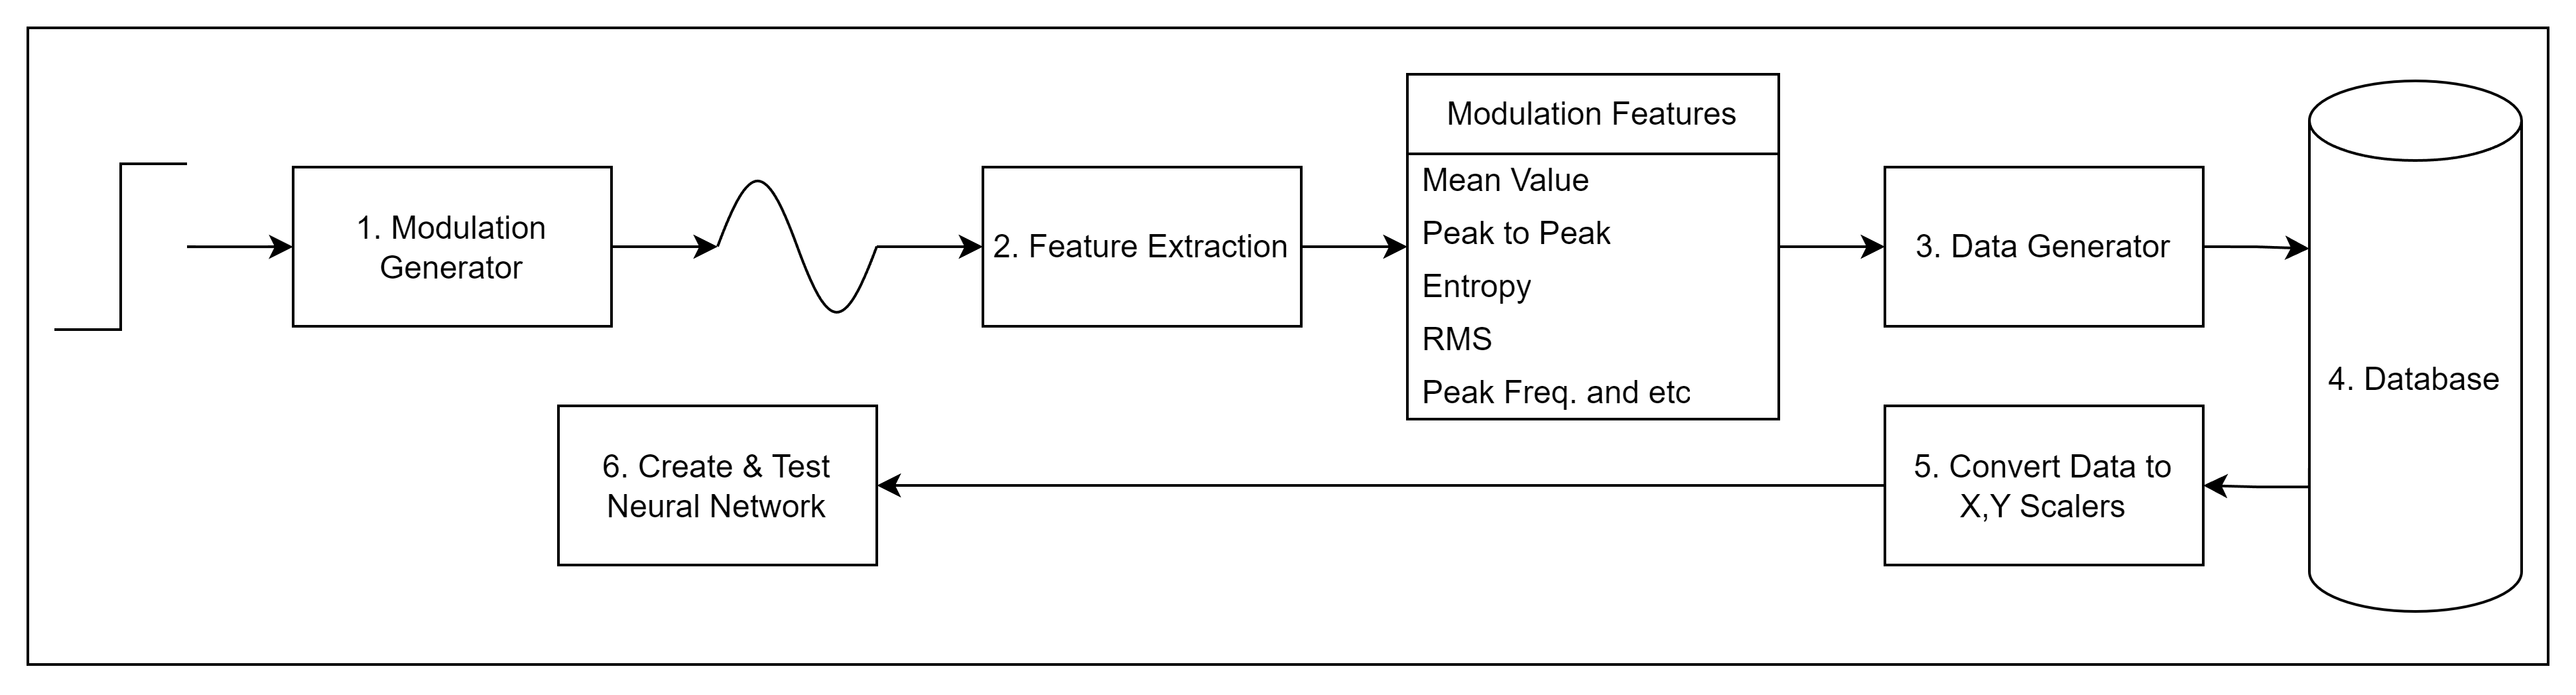 1. Modulation
Generator
2. Feature Extraction
Modulation Features
Mean Value
Peak to Peak
Entropy
RMS
Peak Freq. and etc
3. Data Generator
4. Database
5. Convert Data to
X,Y Scalers
6. Create & Test
Neural Network